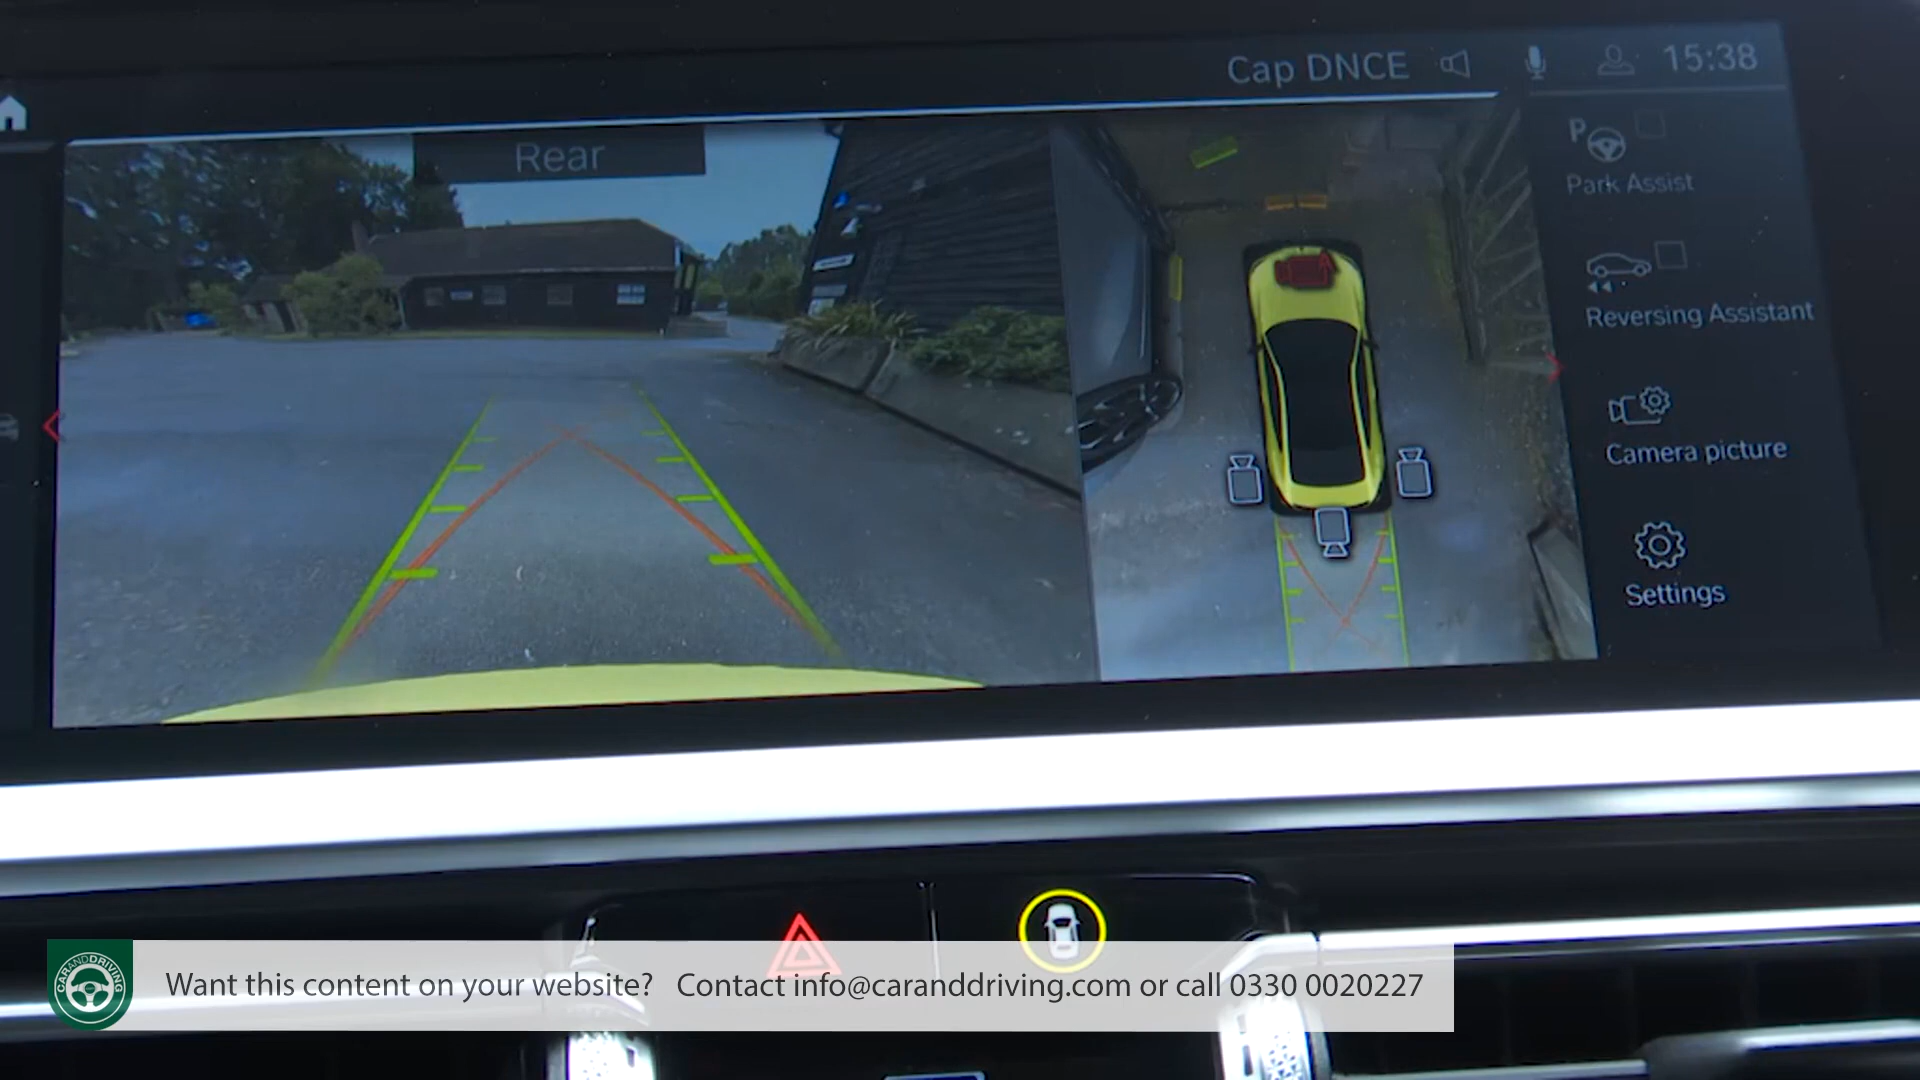 Cap DNCE 15:38
Rear
P
Park Assist
Reversing Assistant
Camera picture
Settings
CARANDDRIVING
Want this content on your website? Contact info@caranddriving.com or call 0330 0020227